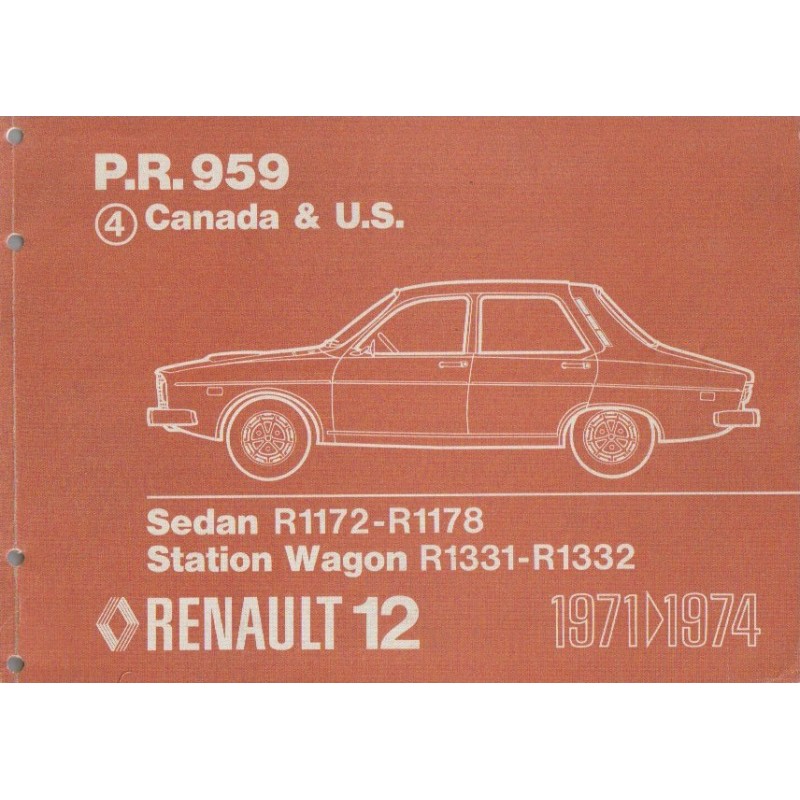 P.R. 959
④ Canada & U.S.
Sedan R1172-R1178
Station Wagon R1331-R1332
RENAULT 12
1971▷1974